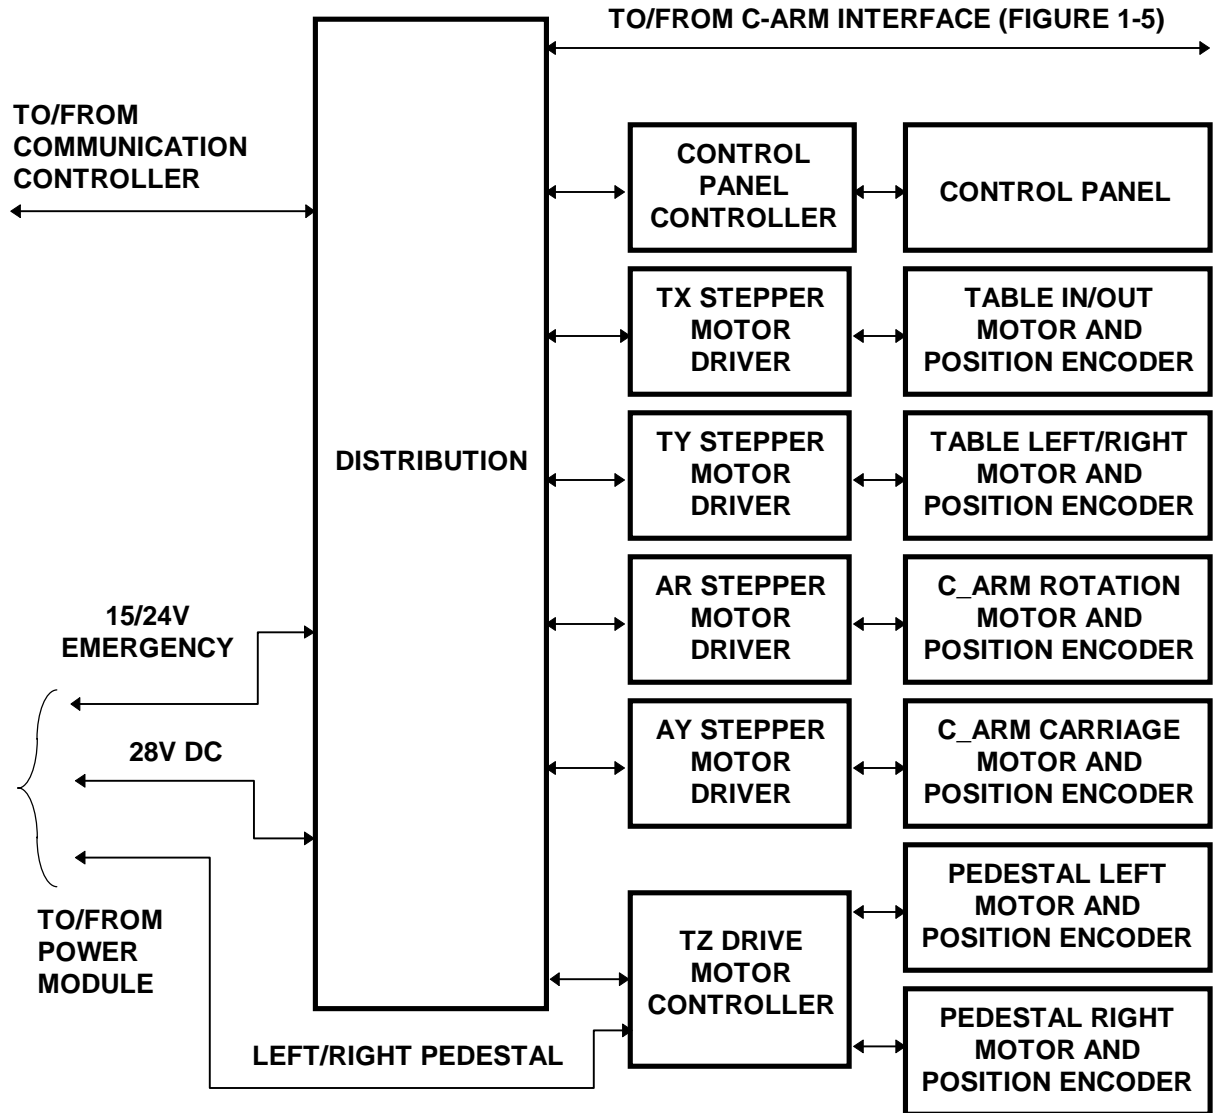 TO/FROM C-ARM INTERFACE (FIGURE 1-5)
TO/FROM
COMMUNICATION
CONTROLLER
CONTROL
PANEL
CONTROLLER
CONTROL PANEL
TX STEPPER
MOTOR
DRIVER
TABLE IN/OUT
MOTOR AND
POSITION ENCODER
DISTRIBUTION
TY STEPPER
MOTOR
DRIVER
TABLE LEFT/RIGHT
MOTOR AND
POSITION ENCODER
AR STEPPER
MOTOR
DRIVER
C_ARM ROTATION
MOTOR AND
POSITION ENCODER
15/24V
EMERGENCY
28V DC
AY STEPPER
MOTOR
DRIVER
C_ARM CARRIAGE
MOTOR AND
POSITION ENCODER
TO/FROM
POWER
MODULE
TZ DRIVE
MOTOR
CONTROLLER
PEDESTAL LEFT
MOTOR AND
POSITION ENCODER
LEFT/RIGHT PEDESTAL
PEDESTAL RIGHT
MOTOR AND
POSITION ENCODER